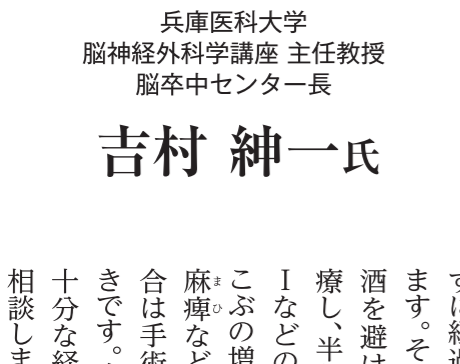 兵庫医科大学
脳神経外科学講座 主任教授
脳卒中センター長
吉村 紳一氏
ます。そ
酒を避け
療し、半
Iなどの
こぶの増
麻痺など
まひ
合は手術
きです。
十分な経
相談しま